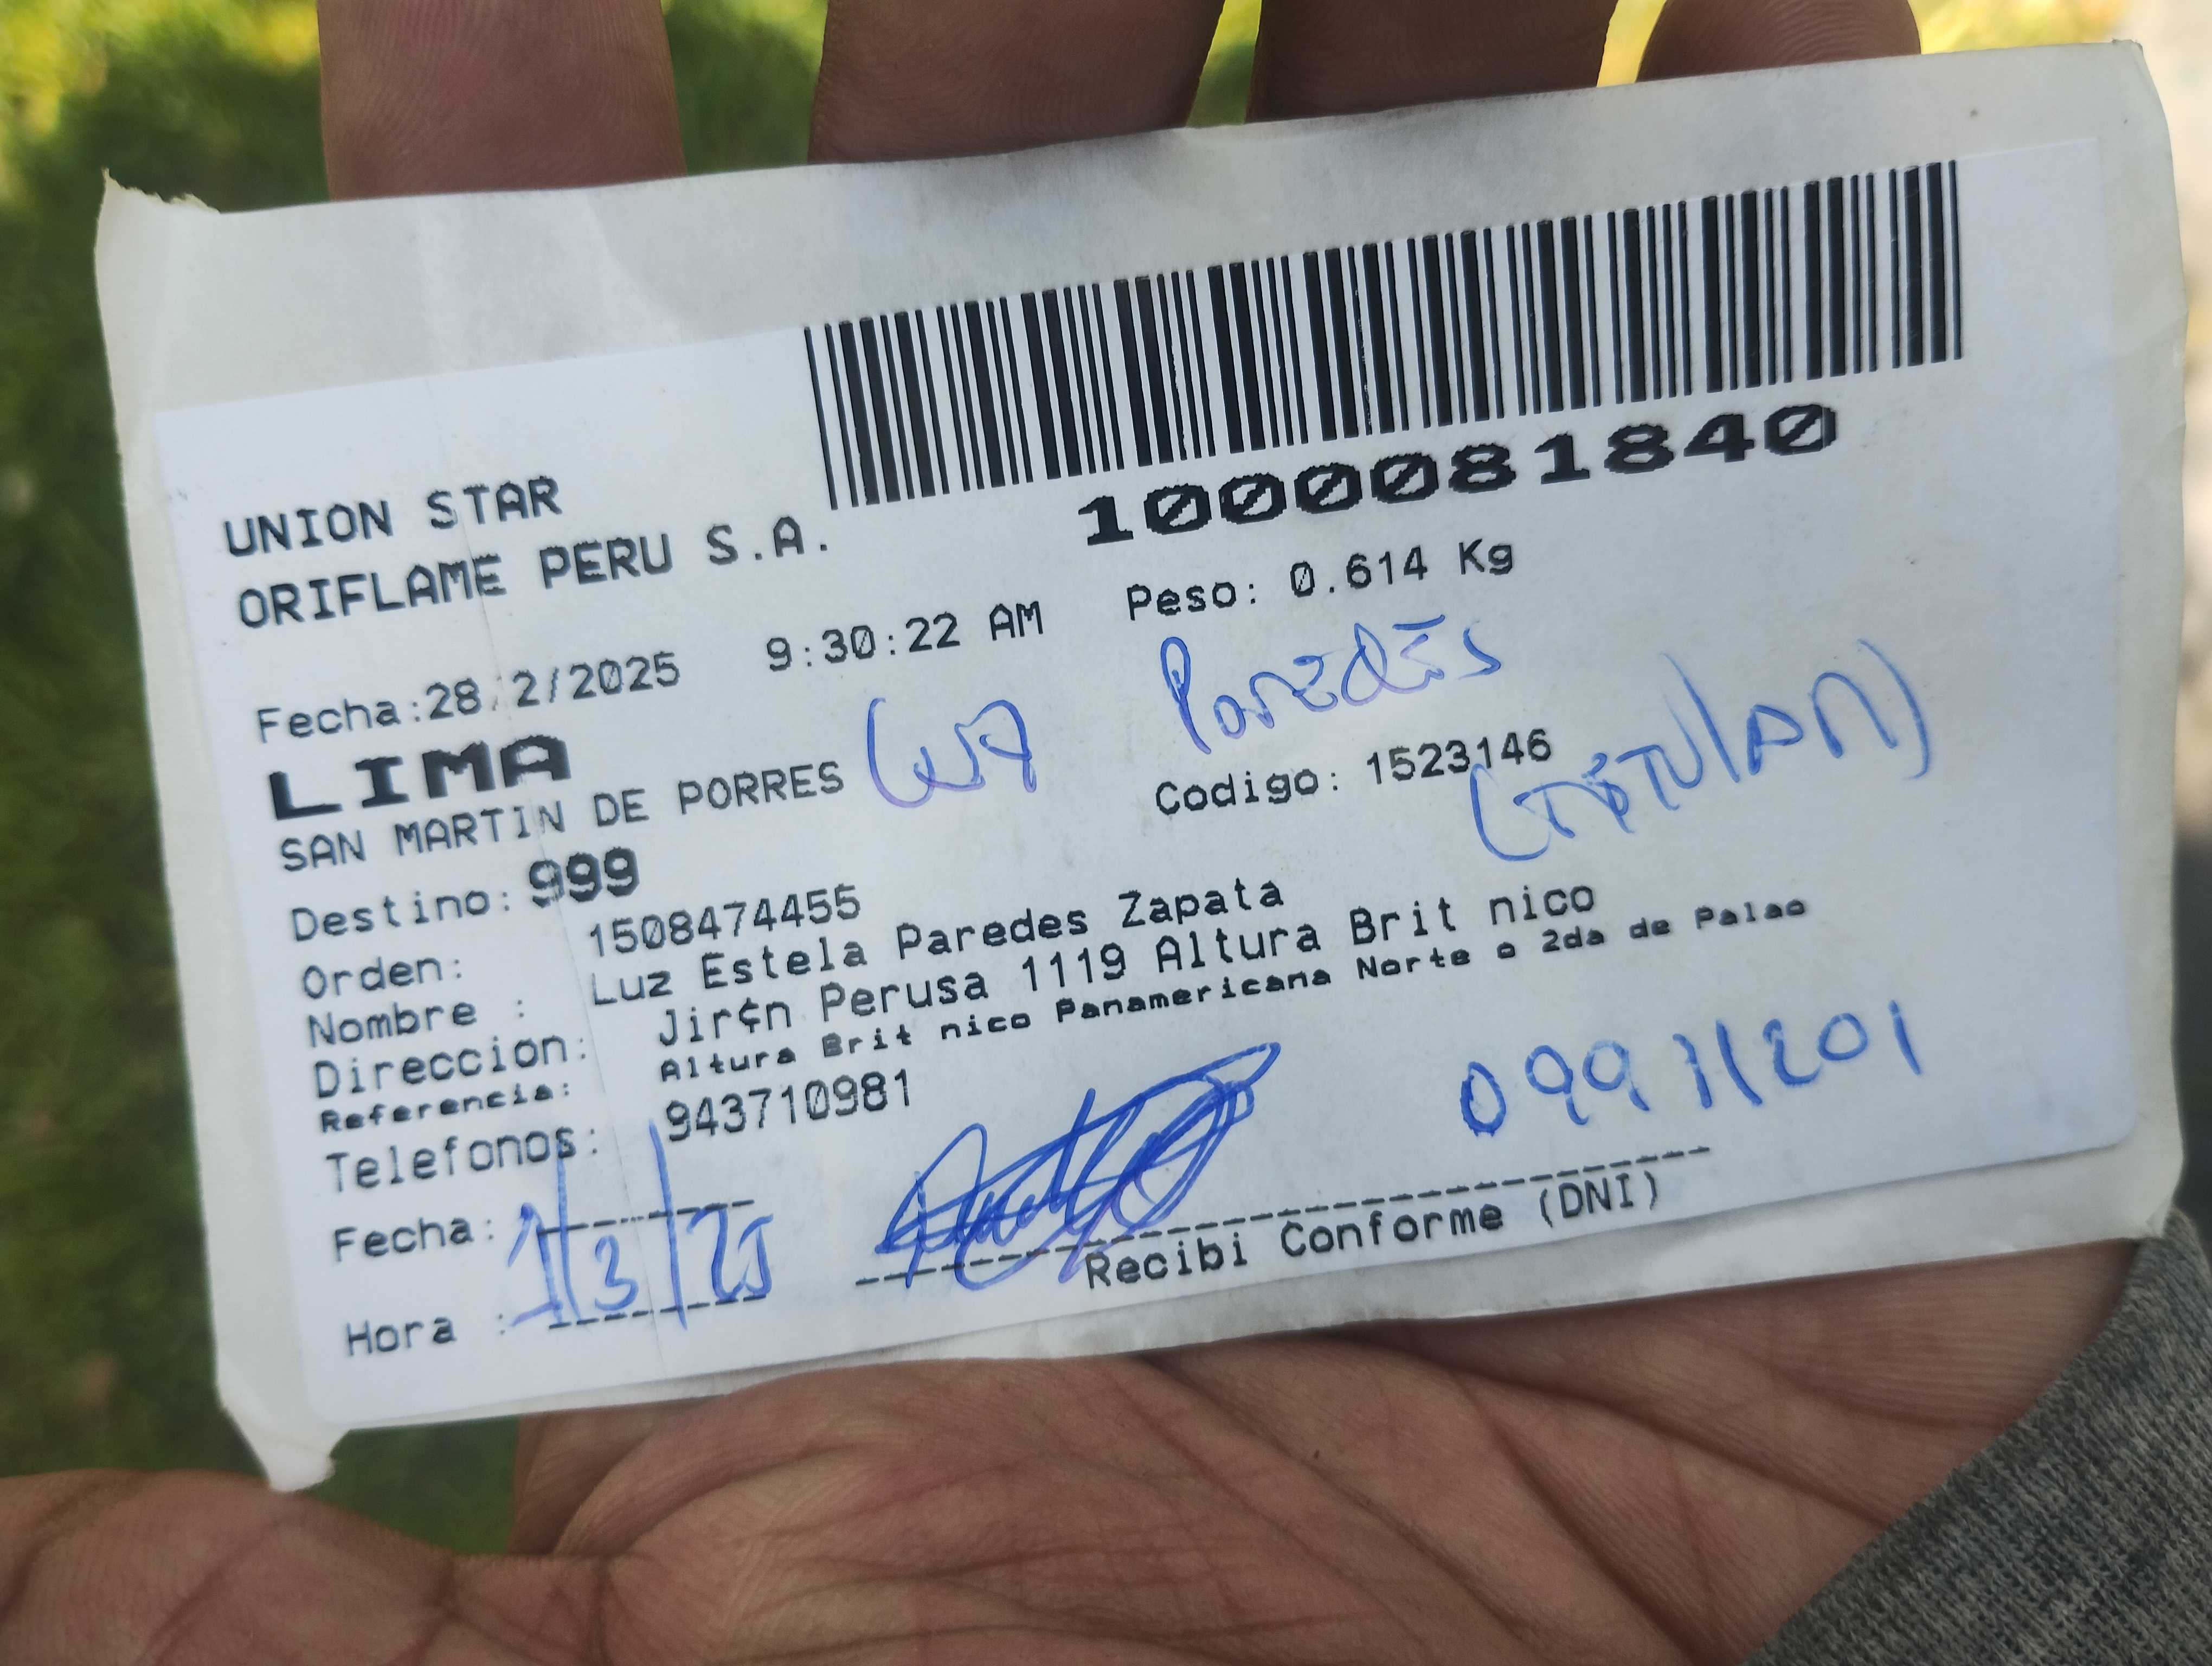 1000081840
UNION STAR
ORIFLAME PERU S.A.
Fecha:28/2/2025 9:30:22 AM Peso: 0.614 Kg
LIMA
Luz Paredes
SAN MARTIN DE PORRES Codigo: 1523146
(TITULAR)
Destino: 999
Orden: 1508474455
Nombre : Luz Estela Paredes Zapata
Direccion: Jir¢n Perusa 1119 Altura Brit nico
Referencia: Altura Brit nico Panamericana Norte o 2da de Palao
Telefonos: 943710981
Fecha: 1/3/25
Recibi Conforme (DNI)
Hora :